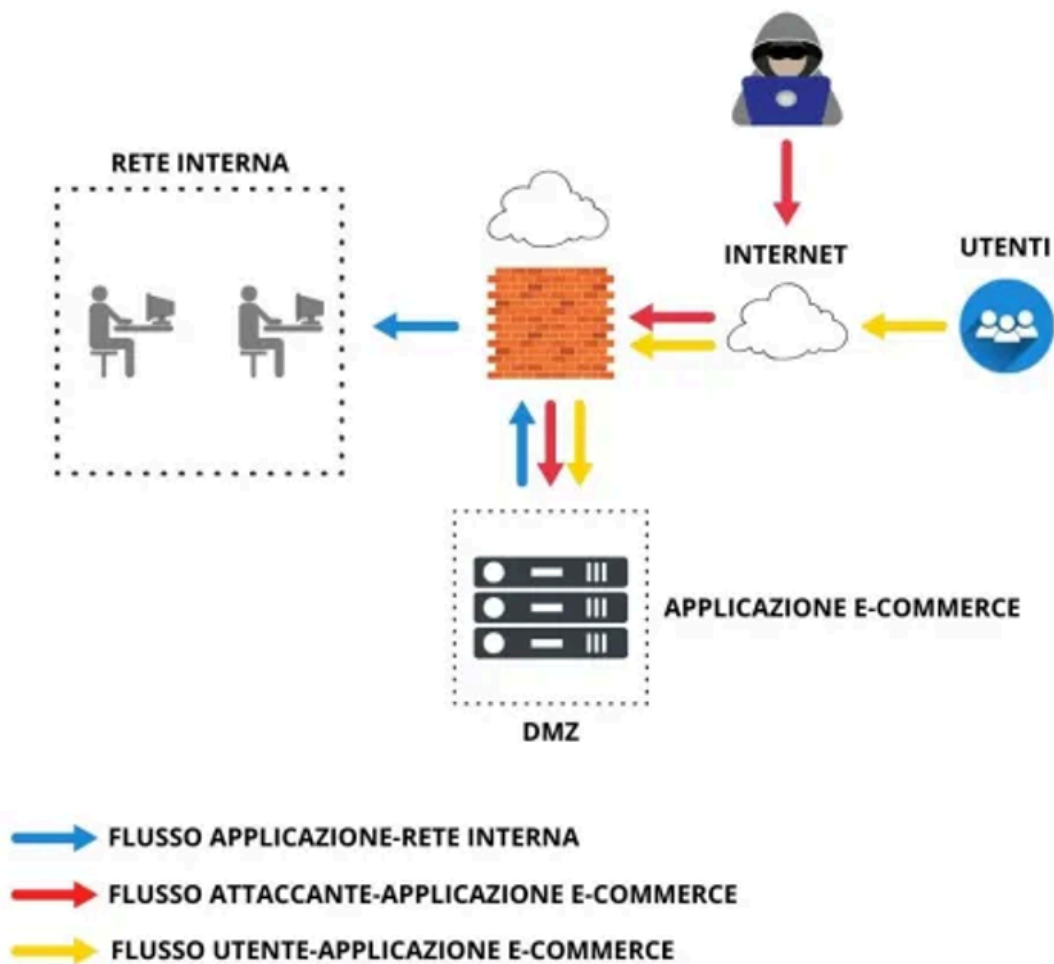 RETE INTERNA
INTERNET
UTENTI
APPLICAZIONE E-COMMERCE
DMZ
FLUSSO APPLICAZIONE-RETE INTERNA
FLUSSO ATTACCANTE-APPLICAZIONE E-COMMERCE
FLUSSO UTENTE-APPLICAZIONE E-COMMERCE